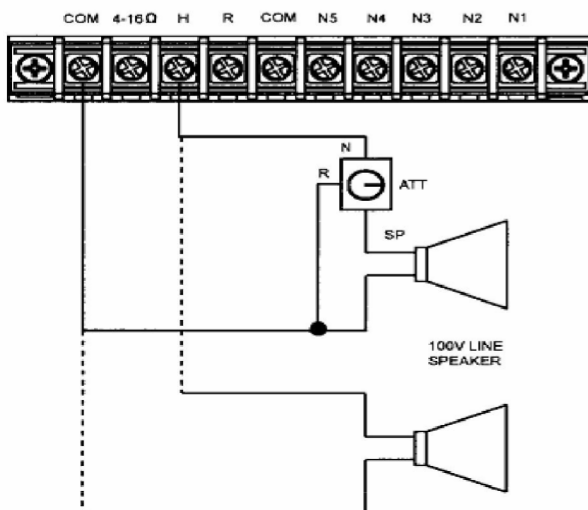 COM 4-16Ω H R COM N5 N4 N3 N2 N1
N
R
ATT
SP
100V LINE
SPEAKER